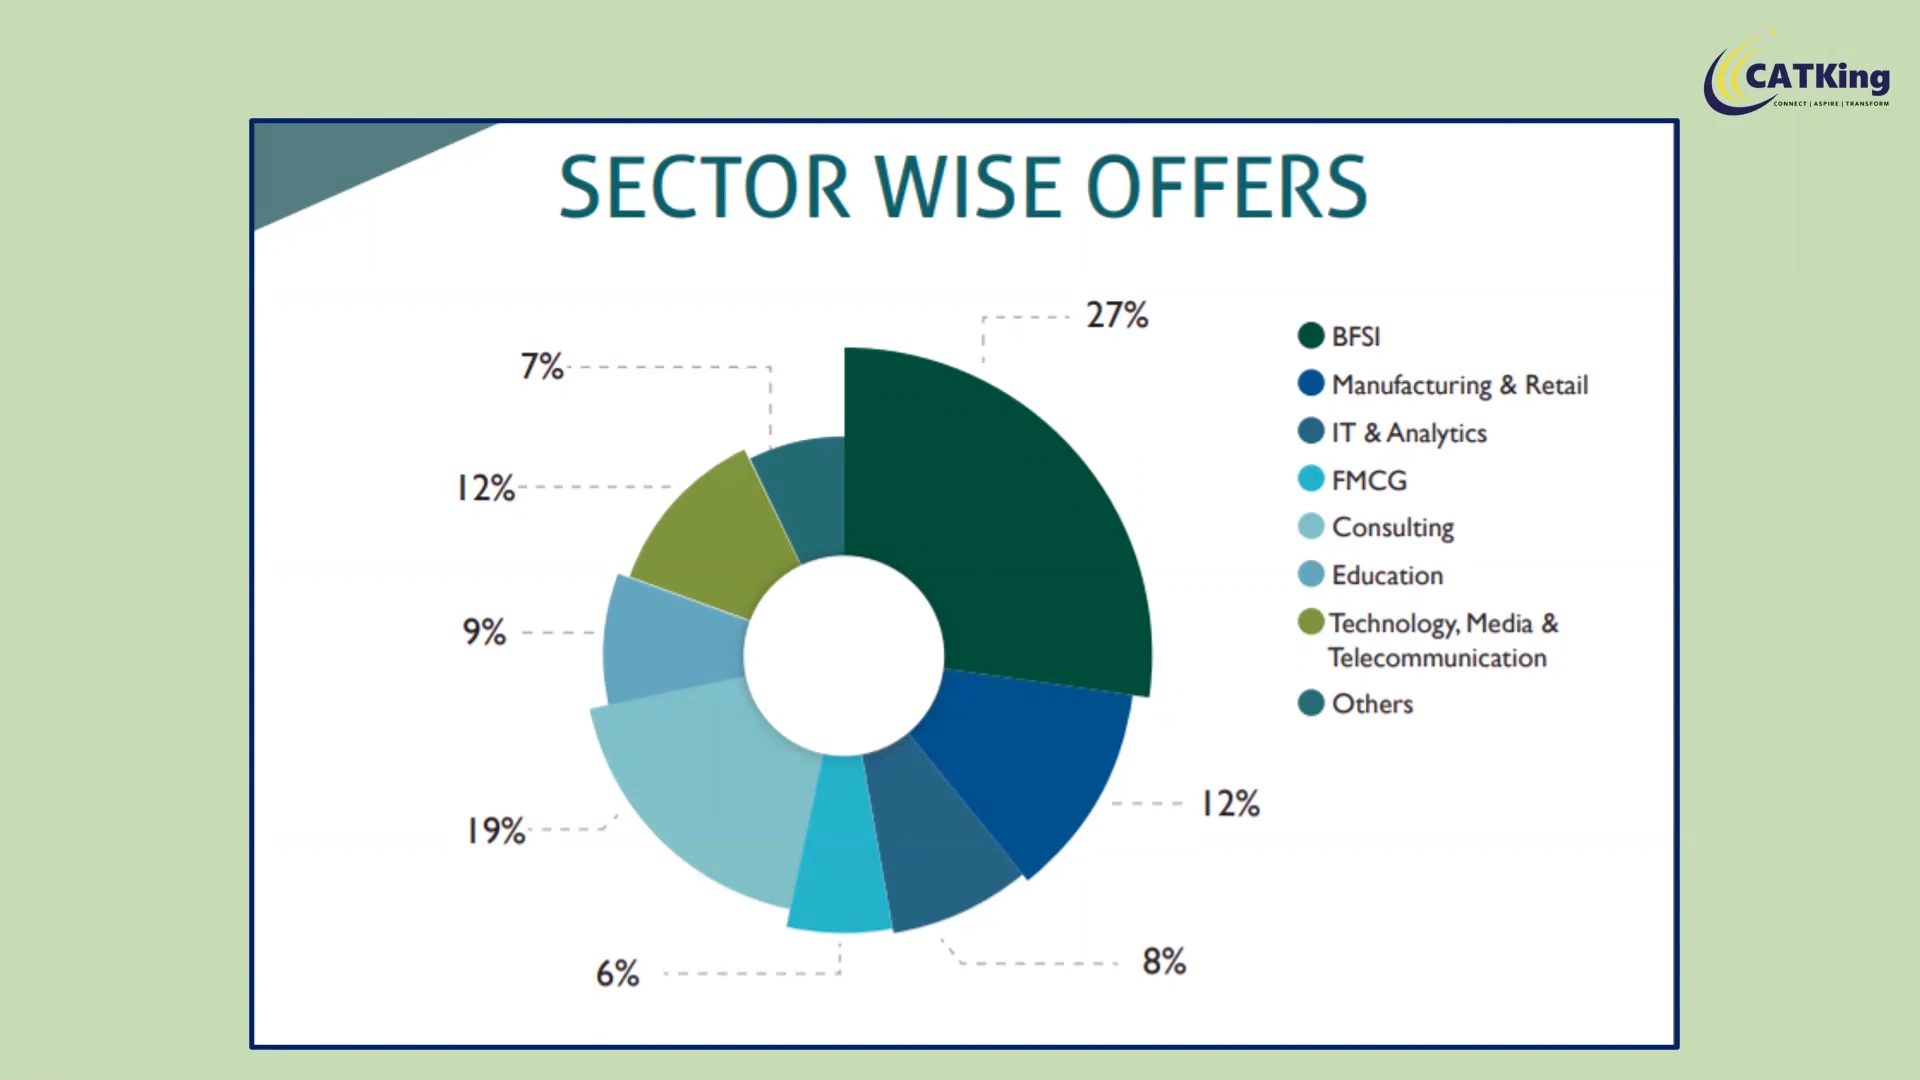 CATKing
CONNECT | ASPIRE | TRANSFORM
SECTOR WISE OFFERS
27%
7%
12%
9%
19%
6%
8%
12%
BFSI
Manufacturing & Retail
IT & Analytics
FMCG
Consulting
Education
Technology, Media &
Telecommunication
Others